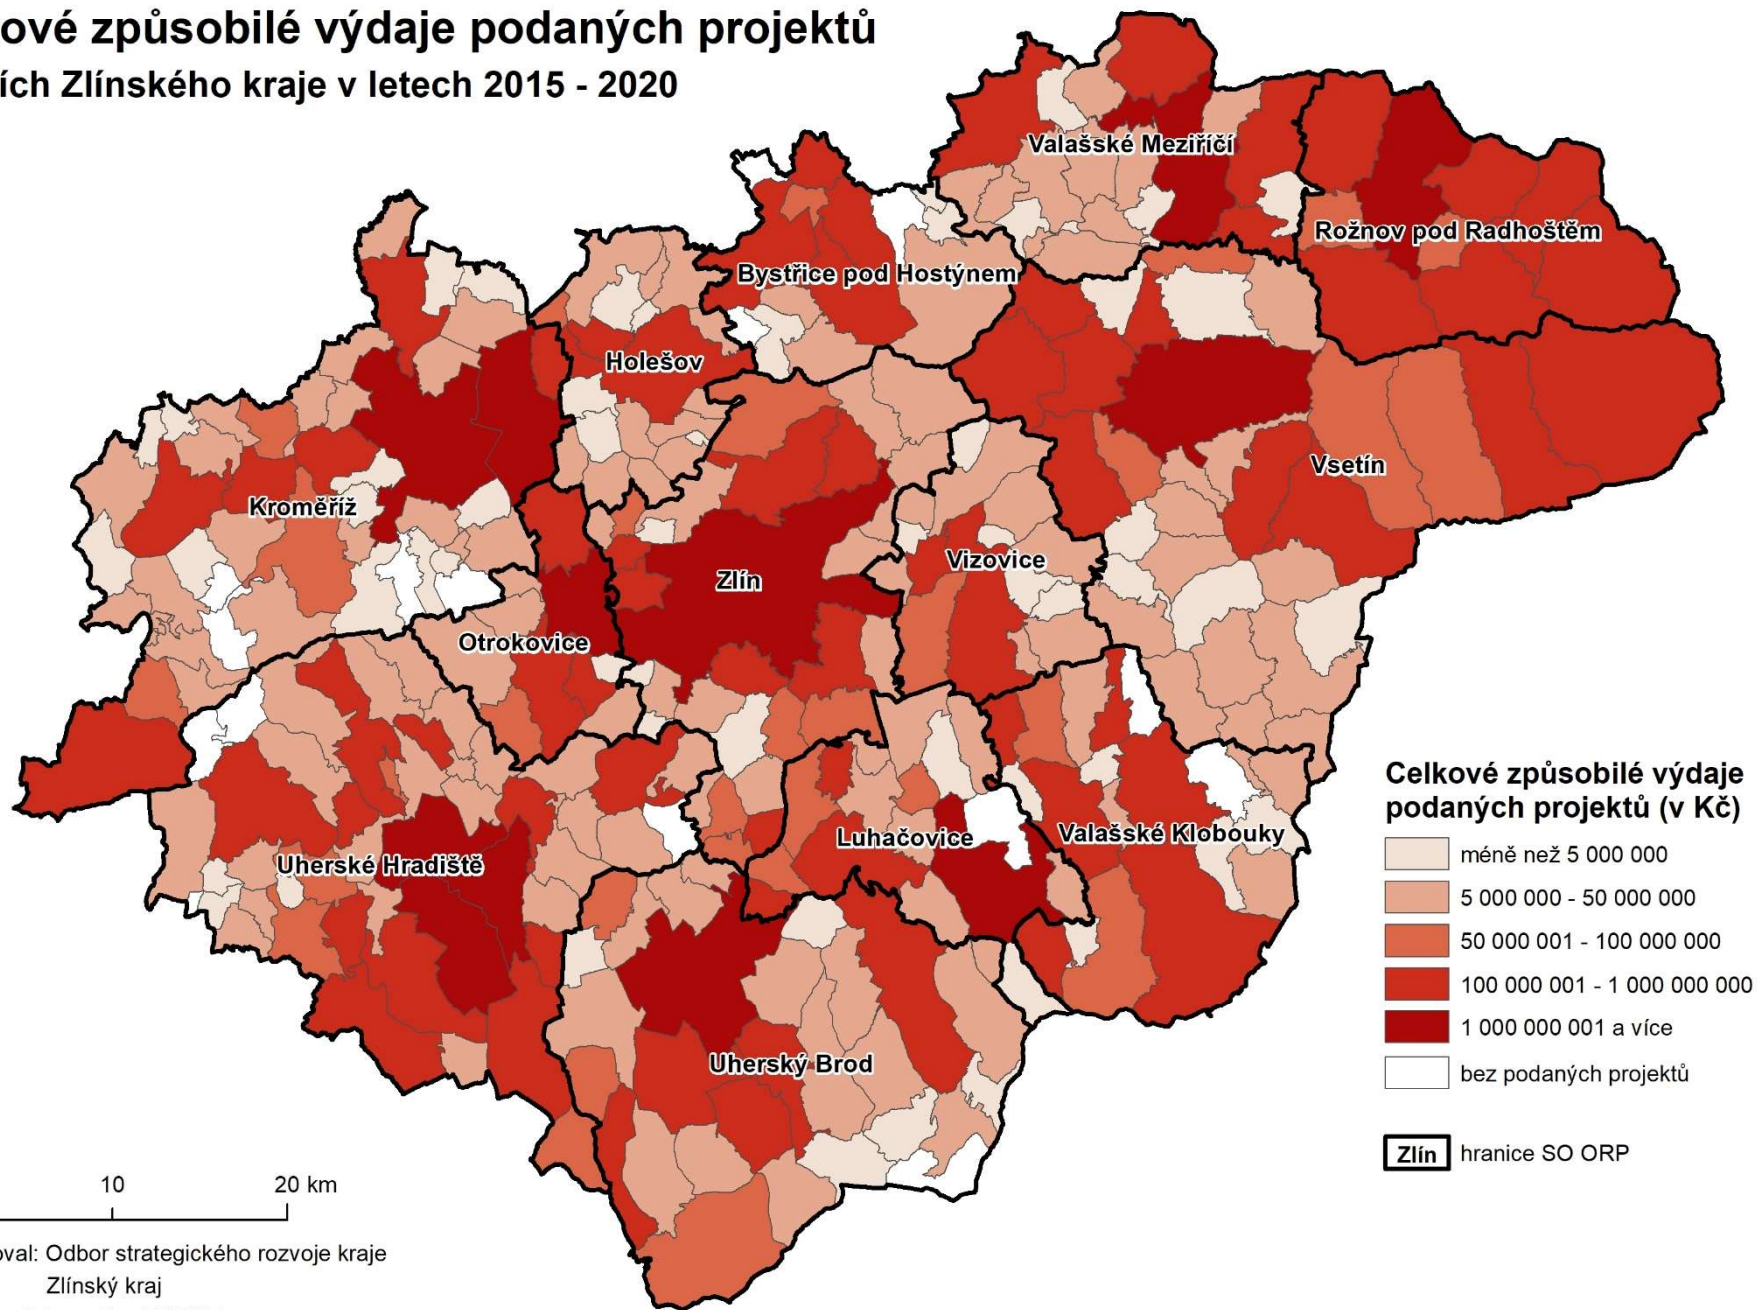 ové způsobilé výdaje podaných projektů
ích Zlínského kraje v letech 2015 - 2020
Valašské Meziříčí
Rožnov pod Radhoštěm
Bystřice pod Hostýnem
Holešov
Vsetín
Kroměříž
Vizovice
Zlín
Otrokovice
Luhačovice
Valašské Klobouky
Uherské Hradiště
Uherský Brod
Celkové způsobilé výdaje
podaných projektů (v Kč)
méně než 5 000 000
5 000 000 - 50 000 000
50 000 001 - 100 000 000
100 000 001 - 1 000 000 000
1 000 000 001 a více
bez podaných projektů
Zlín hranice SO ORP
10 20 km
oval: Odbor strategického rozvoje kraje
Zlínský kraj